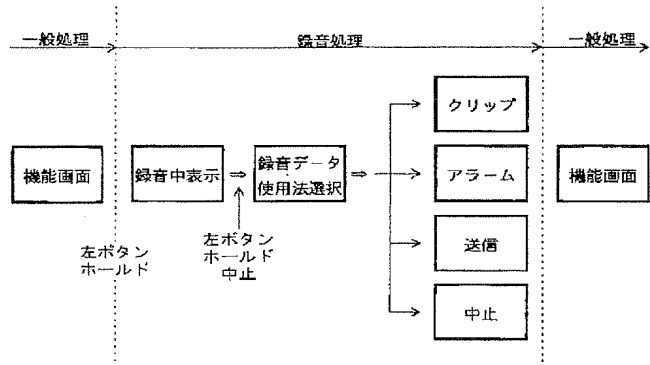 一般処理
録音処理
一般処理
機能画面
録音中表示
録音データ
使用法選択
クリップ
アラーム
送信
中止
機能画面
左ボタン
ホールド
左ボタン
ホールド
中止